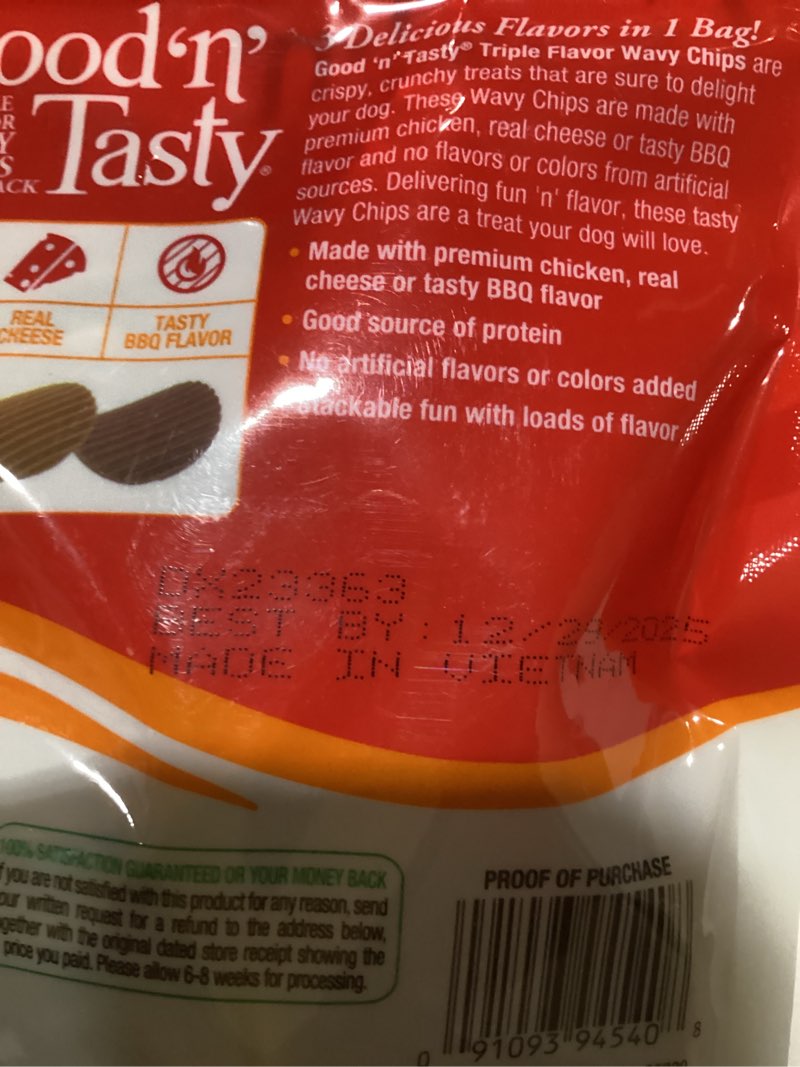 ood‘n’
Tasty®
ACK
3 Delicious Flavors in 1 Bag!
Good 'n' Tasty® Triple Flavor Wavy Chips are
crispy, crunchy treats that are sure to delight
your dog. These Wavy Chips are made with
premium chicken, real cheese or tasty BBQ
flavor and no flavors or colors from artificial
sources. Delivering fun 'n' flavor, these tasty
Wavy Chips are a treat your dog will love.
• Made with premium chicken, real
cheese or tasty BBQ flavor
• Good source of protein
• No artificial flavors or colors added
Stackable fun with loads of flavor
REAL
CHEESE
TASTY
BBQ FLAVOR
DX23363
BEST BY:12/28/2025
MADE IN VIETNAM
100% SATISFACTION GUARANTEED OR YOUR MONEY BACK
f you are not satisfied with this product for any reason, send
our written request for a refund to the address below,
gether with the original dated store receipt showing the
price you paid. Please allow 6-8 weeks for processing.
PROOF OF PURCHASE
0 91093 94540 8